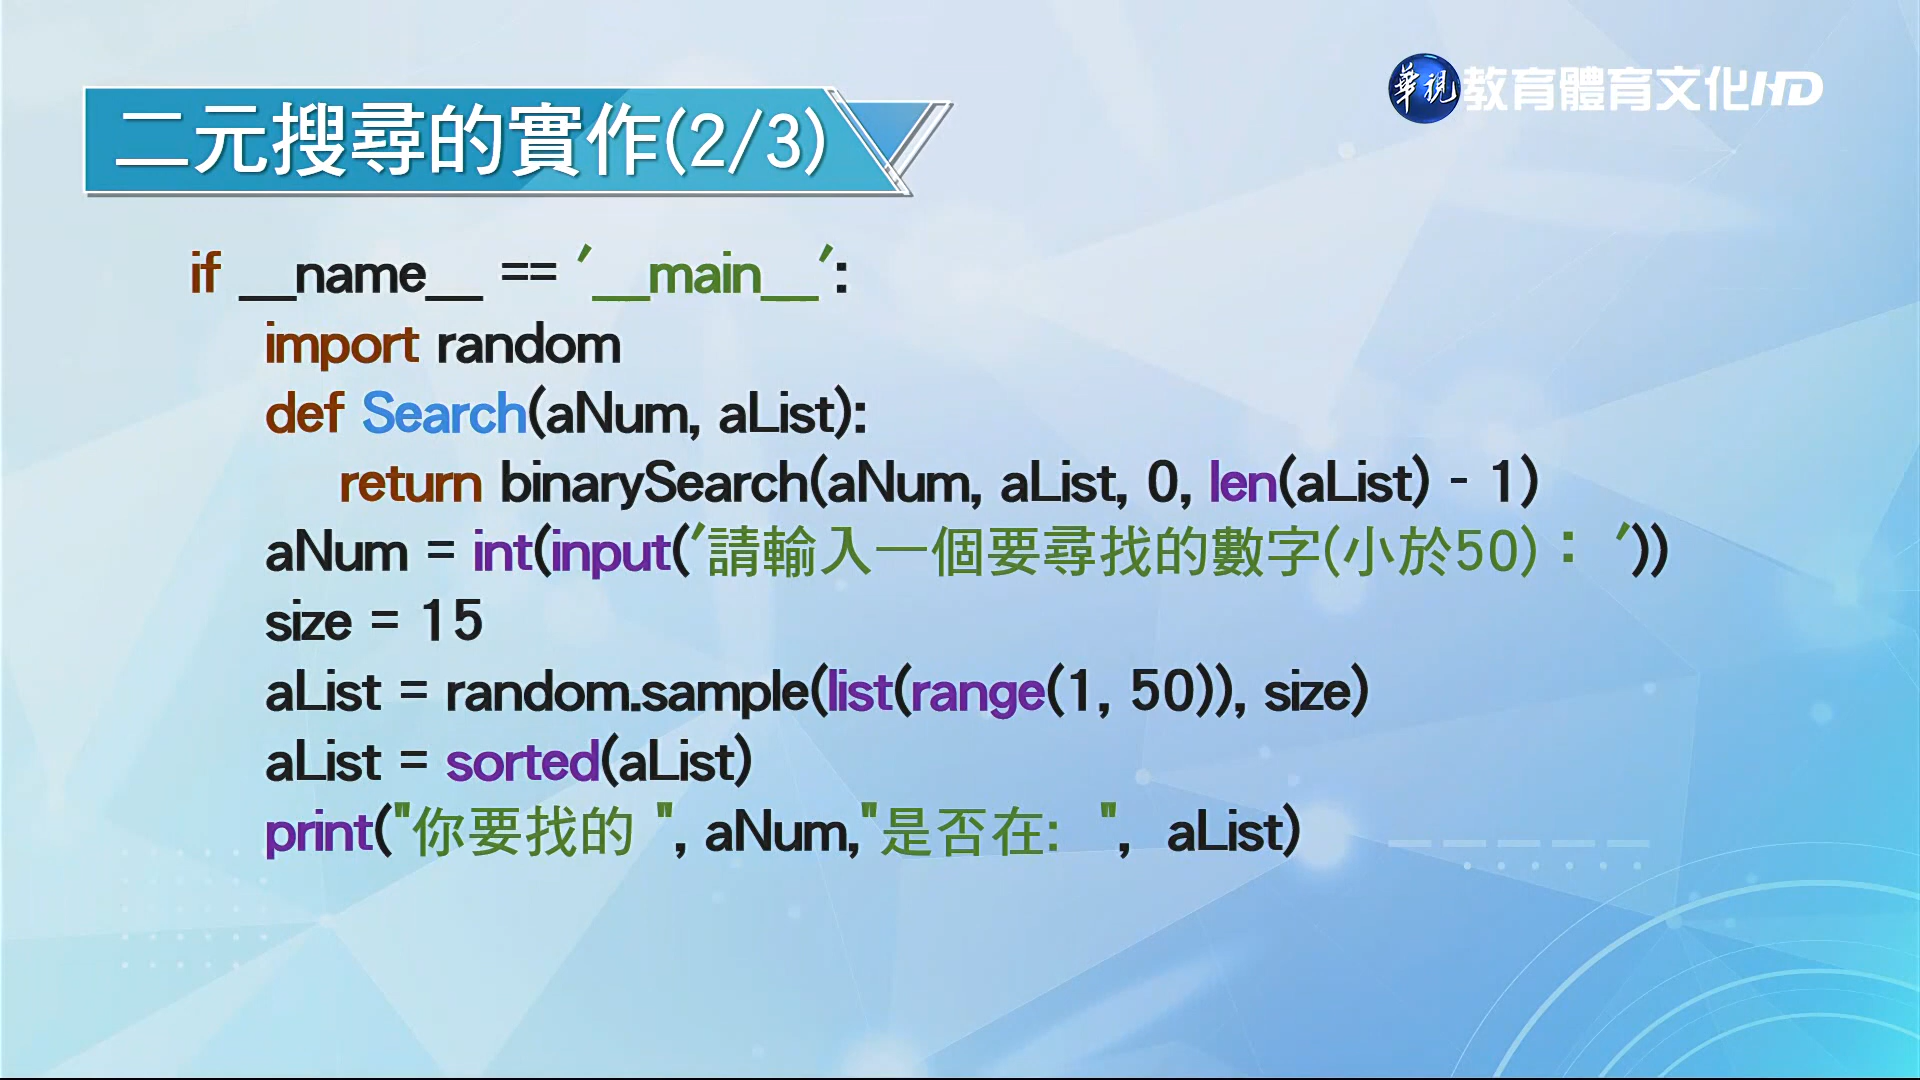 華視 教育體育文化HD
二元搜尋的實作(2/3)
if __name__ == '__main__':
import random
def Search(aNum, aList):
return binarySearch(aNum, aList, 0, len(aList) - 1)
aNum = int(input('請輸入一個要尋找的數字(小於50)： '))
size = 15
aList = random.sample(list(range(1, 50)), size)
aList = sorted(aList)
print("你要找的 ", aNum,"是否在:  ",  aList)